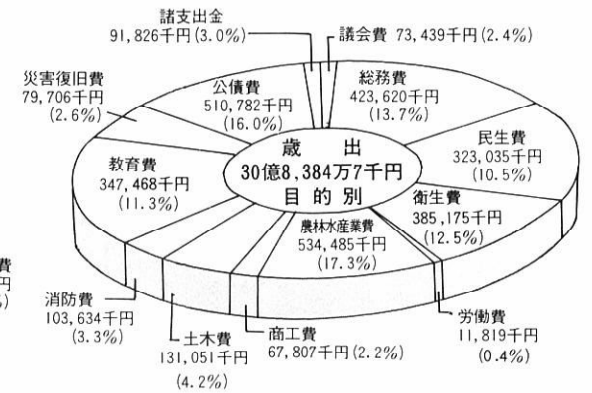 諸支出金
91,826千円(3.0%)
議会費 73,439千円(2.4%)
災害復旧費
79,706千円
(2.6%)
公債費
510,782千円
(16.0%)
総務費
423,620千円
(13.7%)
民生費
323,035千円
(10.5%)
教育費
347,468千円
(11.3%)
歳出
30億8,384万7千円
目的別
衛生費
385,175千円
(12.5%)
農林水産業費
534,485千円
(17.3%)
費
円
消防費
103,634千円
(3.3%)
土木費
131,051千円
(4.2%)
商工費
67,807千円(2.2%)
労働費
11,819千円
(0.4%)